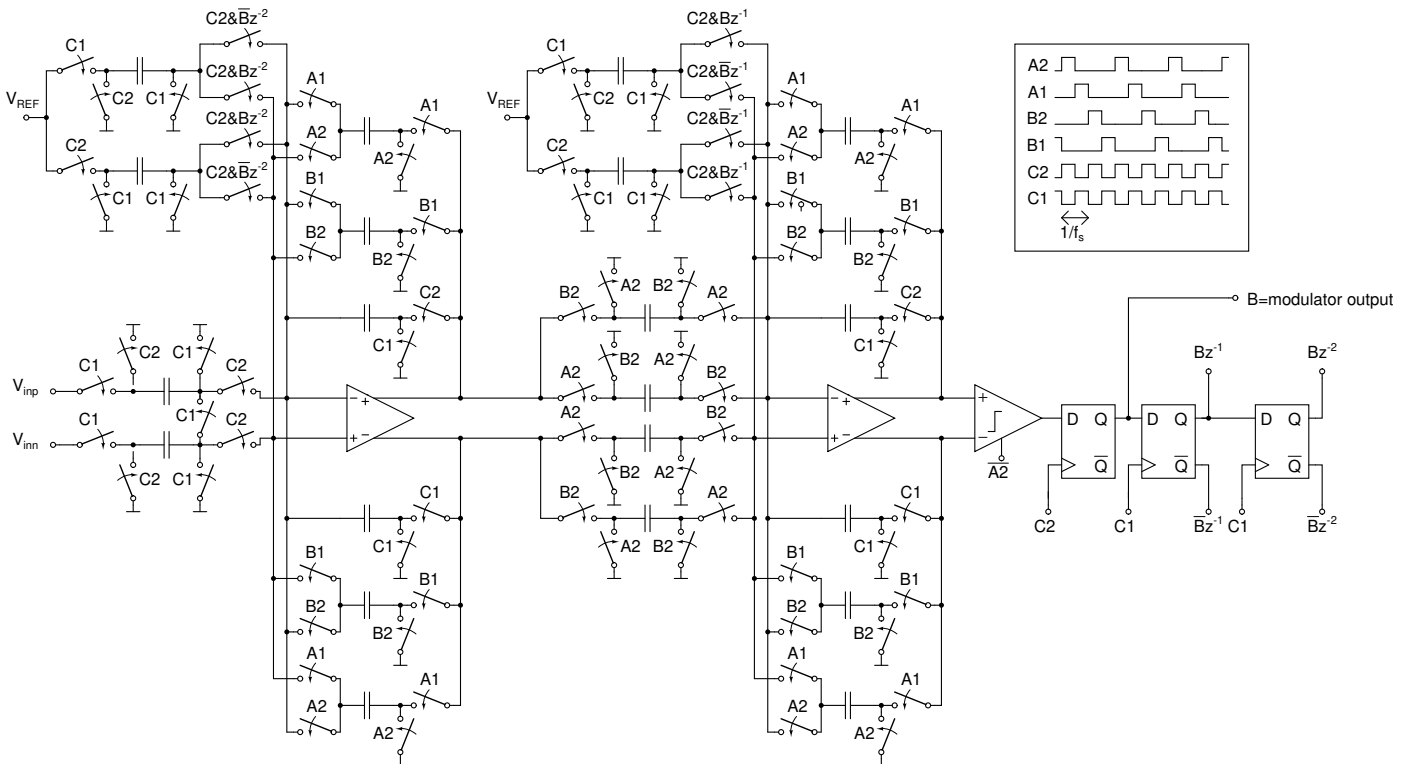 C2&B̅z⁻²
C2&Bz⁻¹
C1
C1
C2
C1
C2&B̅z⁻²
C2&Bz⁻²
C2
C1
C2&B̅z⁻¹
C2&B̅z⁻¹
V_REF
V_REF
C2
C1
C1
C2&Bz⁻²
C2&B̅z⁻²
C2
C1
C1
C2&B̅z⁻¹
C2&Bz⁻¹
A1
A2
A1
A2
B1
B2
B1
B2
C2
C1
A1
A2
A1
A2
B1
B2
B1
B2
C2
C1
A2
A1
B2
B1
C2
C1
1/fₛ
V_inp
V_inn
C1
C1
C2
C1
C2
C1
C2
C2
C1
B2
A2
B2
A2
A2
B2
A2
B2
A2
B2
A2
B2
B2
A2
B2
A2
A̅2̅
B=modulator output
Bz⁻¹
Bz⁻²
D Q
Q̅
D Q
Q̅
D Q
Q̅
C2
C1
B̅z⁻¹
C1
B̅z⁻²
C1
C1
B1
B2
B1
B2
A1
A2
A1
A2
C1
C1
B1
B2
B1
B2
A1
A2
A1
A2